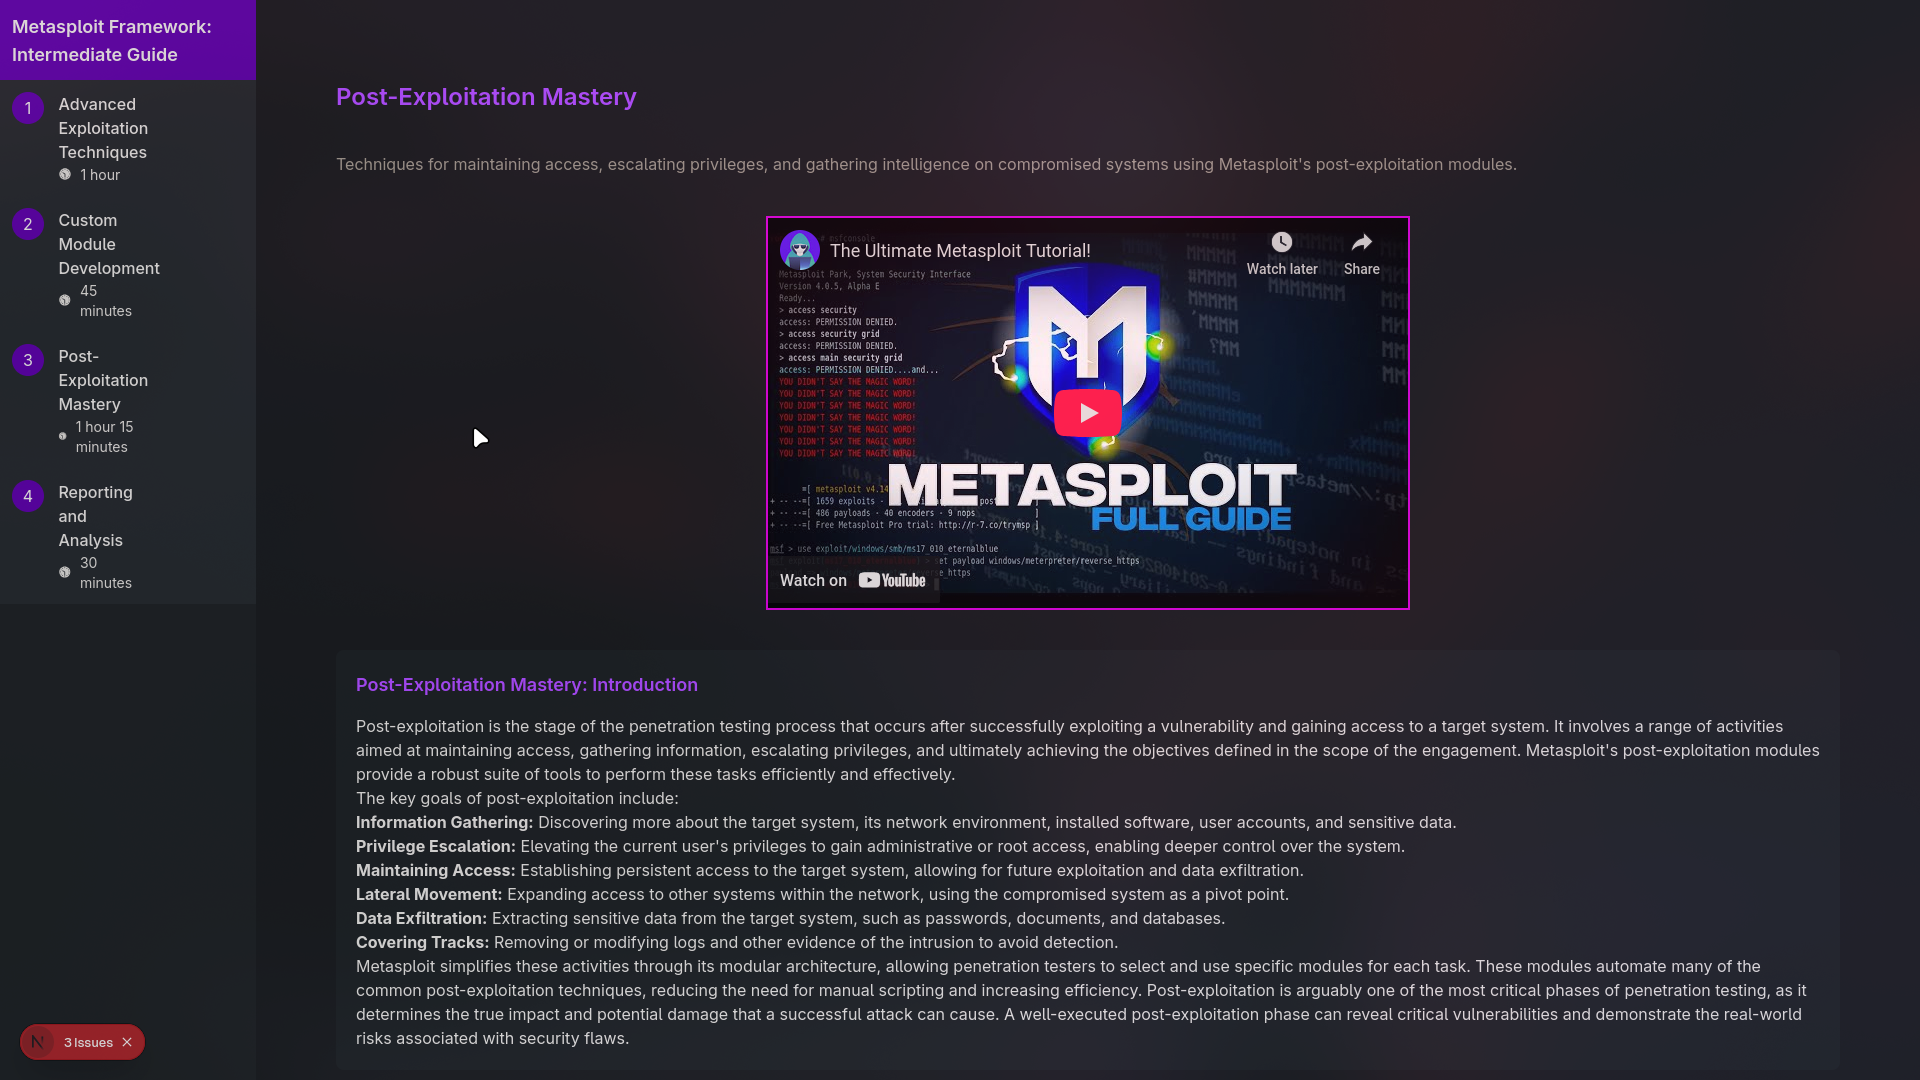 Metasploit Framework:
Intermediate Guide
1
Advanced
Exploitation
Techniques
1 hour
2
Custom
Module
Development
45
minutes
3
Post-
Exploitation
Mastery
1 hour 15
minutes
4
Reporting
and
Analysis
30
minutes
3 Issues
Post-Exploitation Mastery
Techniques for maintaining access, escalating privileges, and gathering intelligence on compromised systems using Metasploit's post-exploitation modules.
The Ultimate Metasploit Tutorial!
Watch later
Share
Metasploit Park, System Security Interface
Version 4.0.5, Alpha E
Ready...
> access security
access: PERMISSION DENIED.
> access security grid
access: PERMISSION DENIED.
> access main security grid
access: PERMISSION DENIED....and...
YOU DIDN'T SAY THE MAGIC WORD!
YOU DIDN'T SAY THE MAGIC WORD!
YOU DIDN'T SAY THE MAGIC WORD!
YOU DIDN'T SAY THE MAGIC WORD!
YOU DIDN'T SAY THE MAGIC WORD!
YOU DIDN'T SAY THE MAGIC WORD!
YOU DIDN'T SAY THE MAGIC WORD!
METASPLOIT
FULL GUIDE
=[ metasploit v4.14
+ -- --=[ 1659 exploits - post
+ -- --=[ 486 payloads - 40 encoders - 9 nops ]
+ -- --=[ Free Metasploit Pro trial: http://r-7.co/trymsp ]
msf > use exploit/windows/smb/ms17_010_eternalblue
> set payload windows/meterpreter/reverse_https
Watch on YouTube
Post-Exploitation Mastery: Introduction
Post-exploitation is the stage of the penetration testing process that occurs after successfully exploiting a vulnerability and gaining access to a target system. It involves a range of activities
aimed at maintaining access, gathering information, escalating privileges, and ultimately achieving the objectives defined in the scope of the engagement. Metasploit's post-exploitation modules
provide a robust suite of tools to perform these tasks efficiently and effectively.
The key goals of post-exploitation include:
Information Gathering: Discovering more about the target system, its network environment, installed software, user accounts, and sensitive data.
Privilege Escalation: Elevating the current user's privileges to gain administrative or root access, enabling deeper control over the system.
Maintaining Access: Establishing persistent access to the target system, allowing for future exploitation and data exfiltration.
Lateral Movement: Expanding access to other systems within the network, using the compromised system as a pivot point.
Data Exfiltration: Extracting sensitive data from the target system, such as passwords, documents, and databases.
Covering Tracks: Removing or modifying logs and other evidence of the intrusion to avoid detection.
Metasploit simplifies these activities through its modular architecture, allowing penetration testers to select and use specific modules for each task. These modules automate many of the
common post-exploitation techniques, reducing the need for manual scripting and increasing efficiency. Post-exploitation is arguably one of the most critical phases of penetration testing, as it
determines the true impact and potential damage that a successful attack can cause. A well-executed post-exploitation phase can reveal critical vulnerabilities and demonstrate the real-world
risks associated with security flaws.